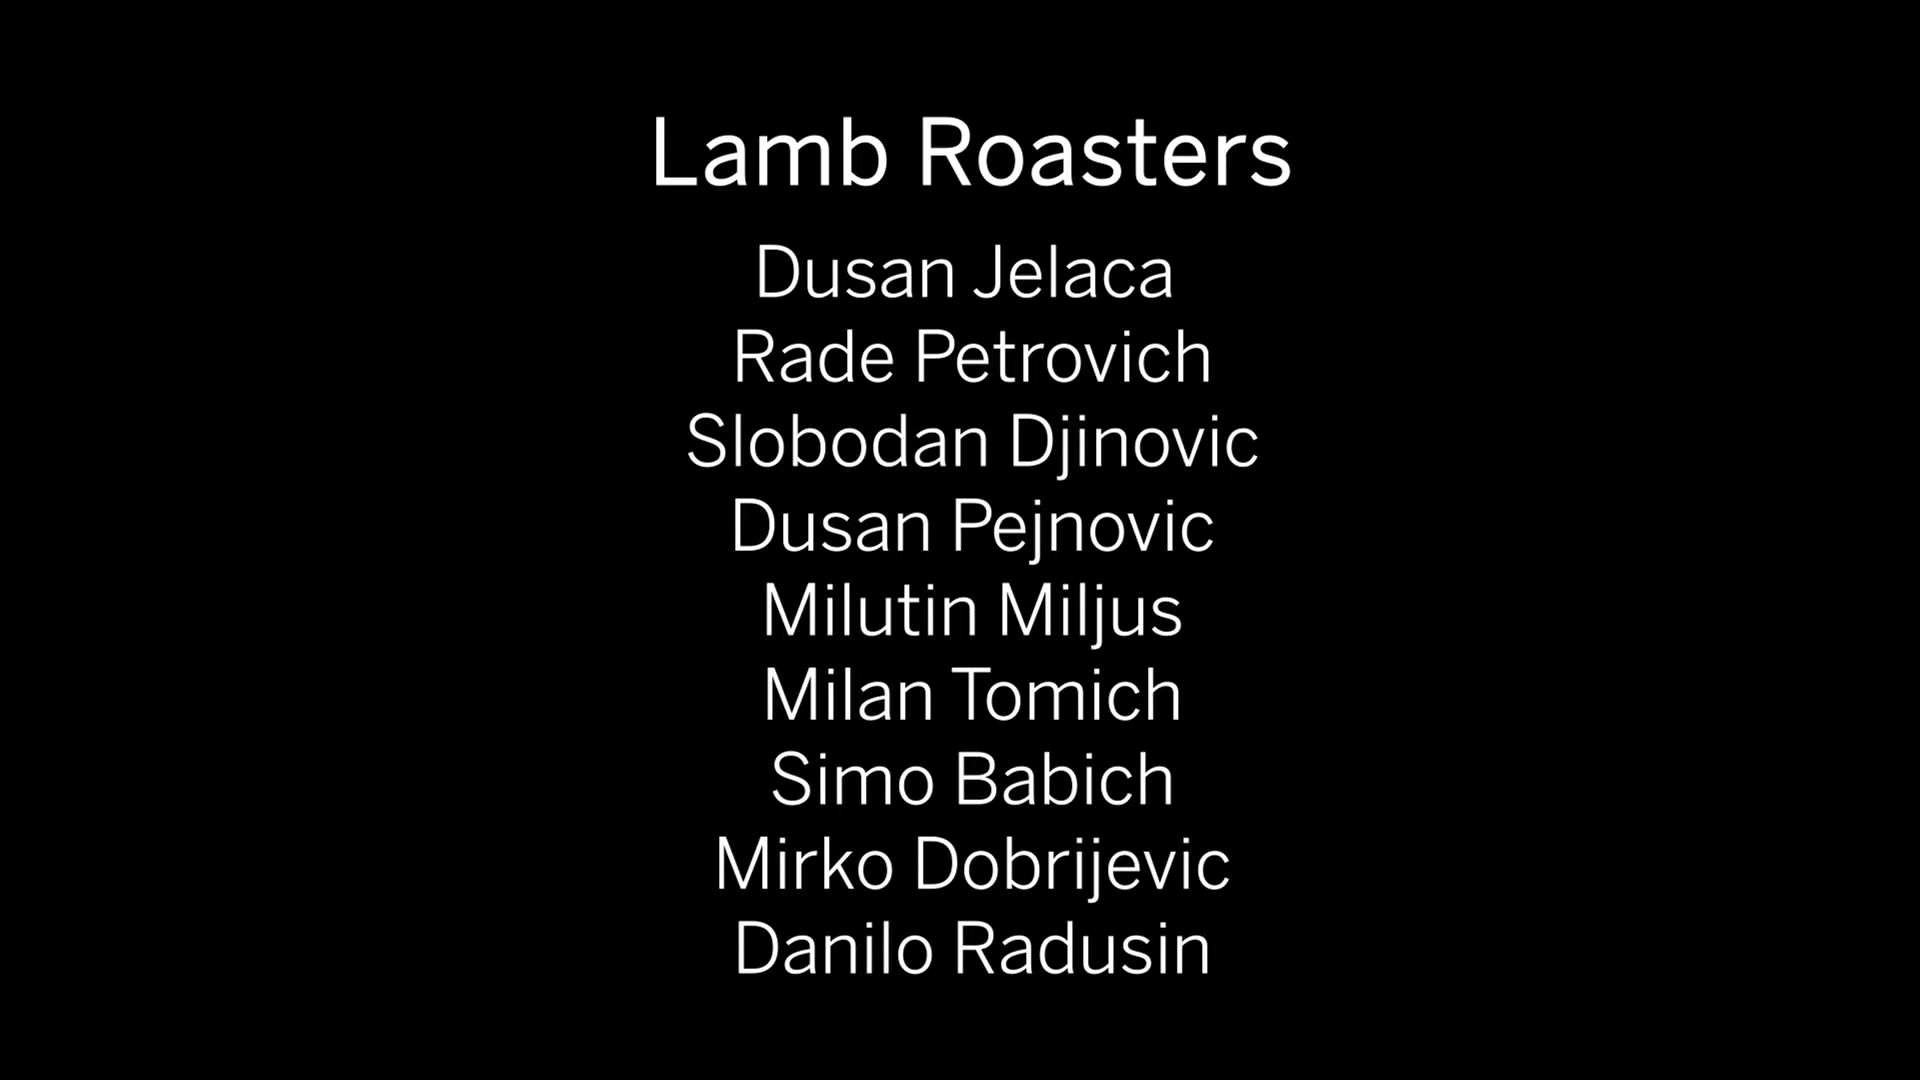 Lamb Roasters
Dusan Jelaca
Rade Petrovich
Slobodan Djinovic
Dusan Pejnovic
Milutin Miljus
Milan Tomich
Simo Babich
Mirko Dobrijevic
Danilo Radusin